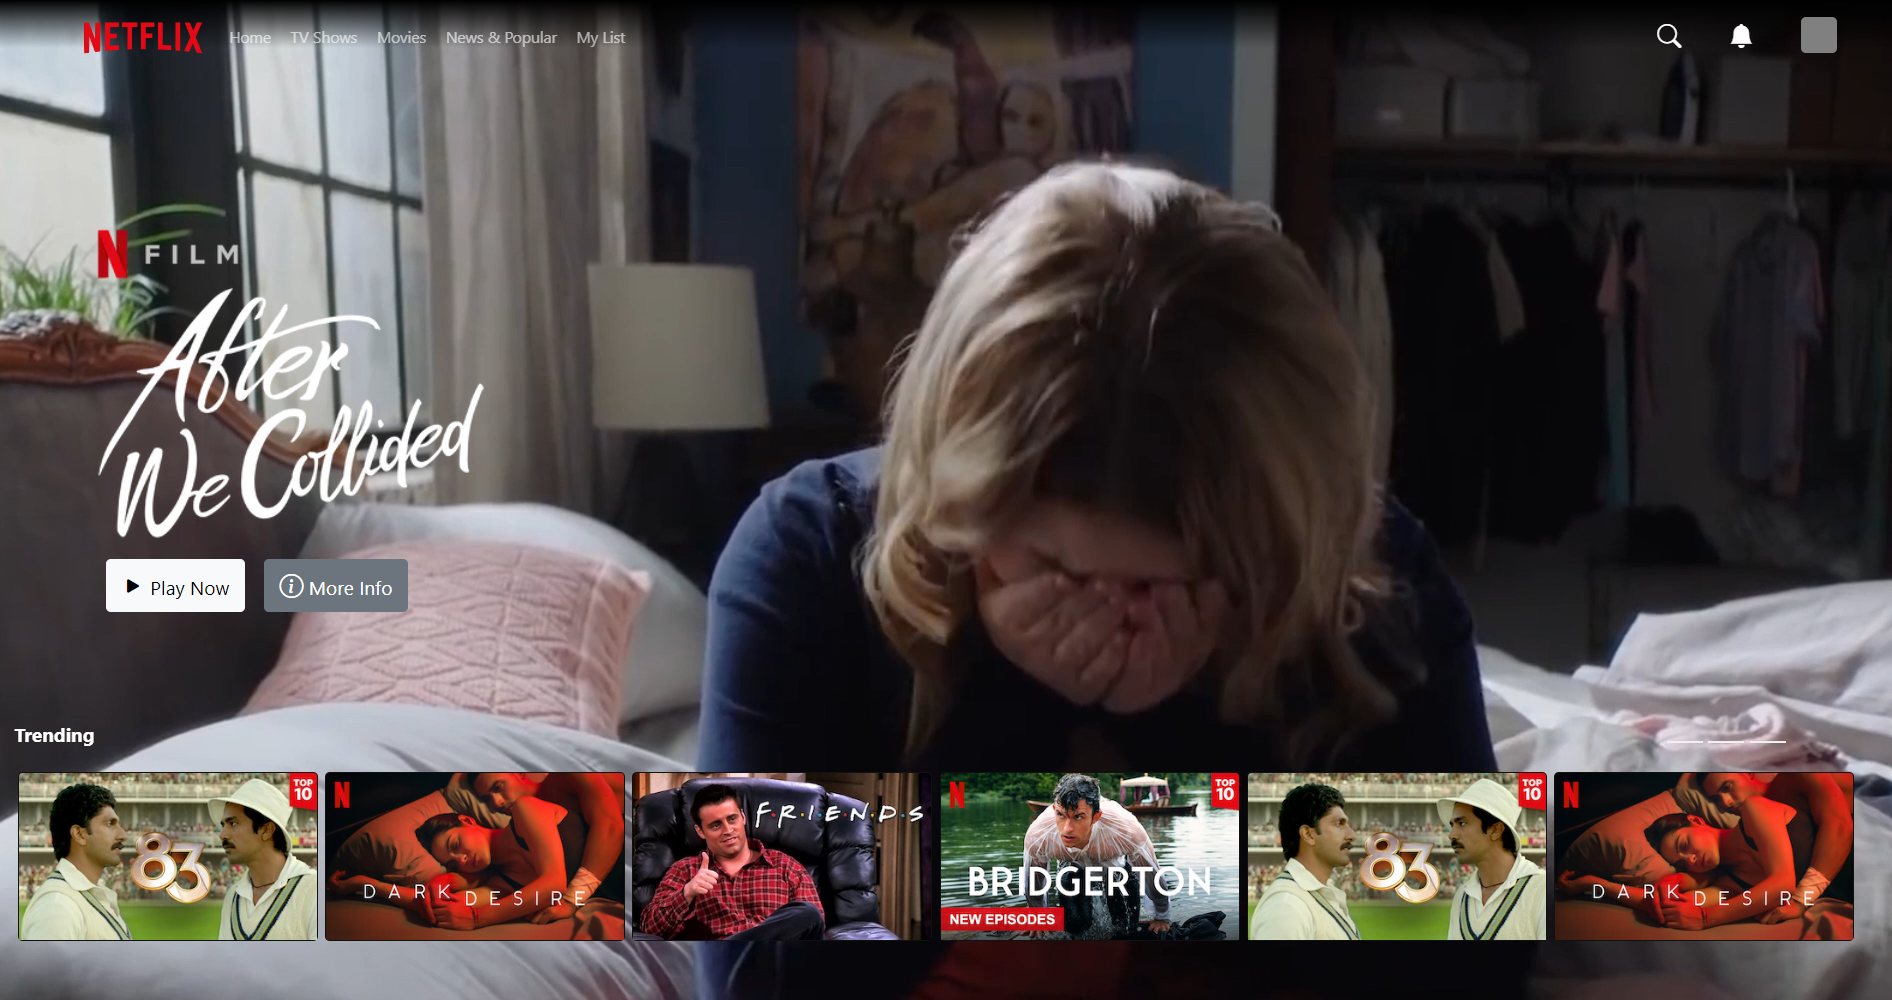 NETFLIX
Home TV Shows Movies News & Popular My List
N FILM
After
We Collided
Play Now More Info
Trending
TOP
10
83
N
DARK DESIRE
FRIENDS
N
TOP
10
BRIDGERTON
NEW EPISODES
TOP
10
83
N
DARK DESIRE